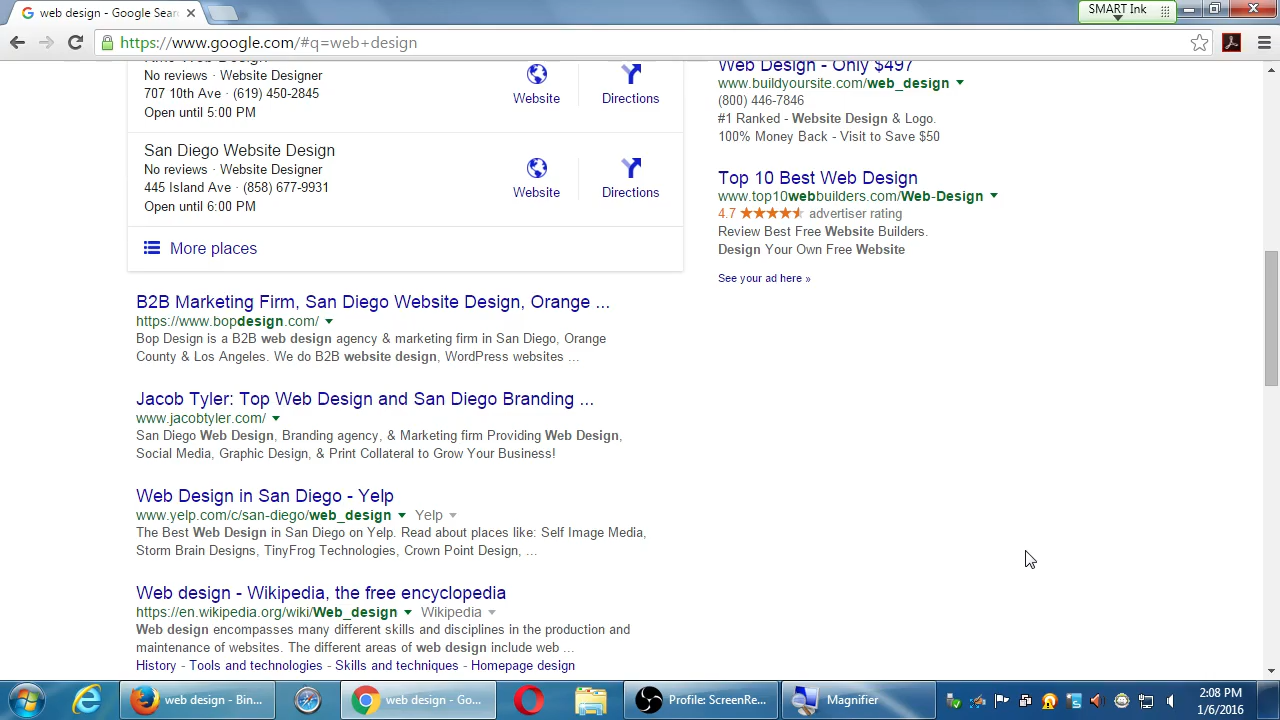 web design - Google Sear
SMART Ink
https://www.google.com/#q=web+design
No reviews · Website Designer
707 10th Ave · (619) 450-2845
Open until 5:00 PM
Website
Directions
San Diego Website Design
No reviews · Website Designer
445 Island Ave · (858) 677-9931
Open until 6:00 PM
Website
Directions
More places
B2B Marketing Firm, San Diego Website Design, Orange ...
https://www.bopdesign.com/
Bop Design is a B2B web design agency & marketing firm in San Diego, Orange
County & Los Angeles. We do B2B website design, WordPress websites ...
Jacob Tyler: Top Web Design and San Diego Branding ...
www.jacobtyler.com/
San Diego Web Design, Branding agency, & Marketing firm Providing Web Design,
Social Media, Graphic Design, & Print Collateral to Grow Your Business!
Web Design in San Diego - Yelp
www.yelp.com/c/san-diego/web_design Yelp
The Best Web Design in San Diego on Yelp. Read about places like: Self Image Media,
Storm Brain Designs, TinyFrog Technologies, Crown Point Design, ...
Web design - Wikipedia, the free encyclopedia
https://en.wikipedia.org/wiki/Web_design Wikipedia
Web design encompasses many different skills and disciplines in the production and
maintenance of websites. The different areas of web design include web ...
History - Tools and technologies - Skills and techniques - Homepage design
Web Design - Only $497
www.buildyoursite.com/web_design
(800) 446-7846
#1 Ranked - Website Design & Logo.
100% Money Back - Visit to Save $50
Top 10 Best Web Design
www.top10webbuilders.com/Web-Design
4.7 ★★★★★ advertiser rating
Review Best Free Website Builders.
Design Your Own Free Website
See your ad here »
web design - Bin...
web design - Go...
Profile: ScreenRe...
Magnifier
2:08 PM
1/6/2016